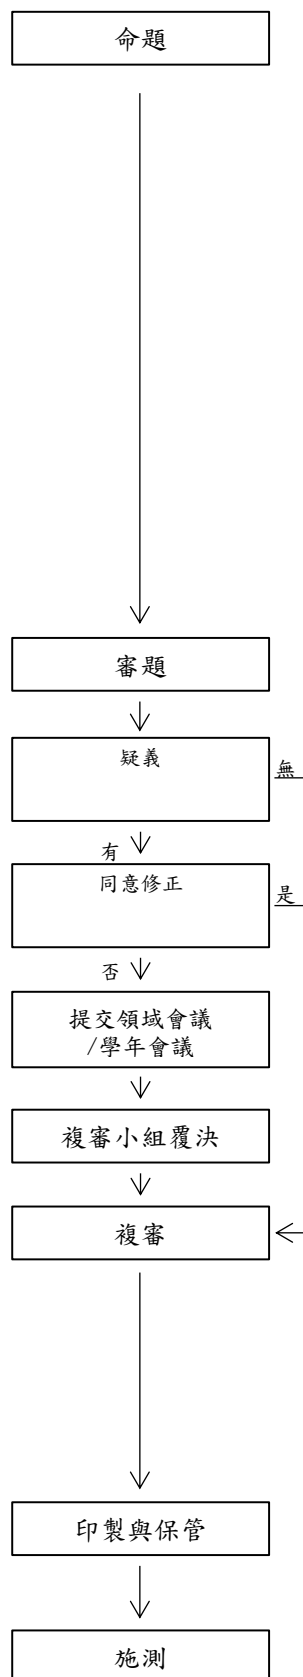 命題
審題
疑義
無
有
同意修正
是
否
提交領域會議
/學年會議
複審小組覆決
複審
印製與保管
施測